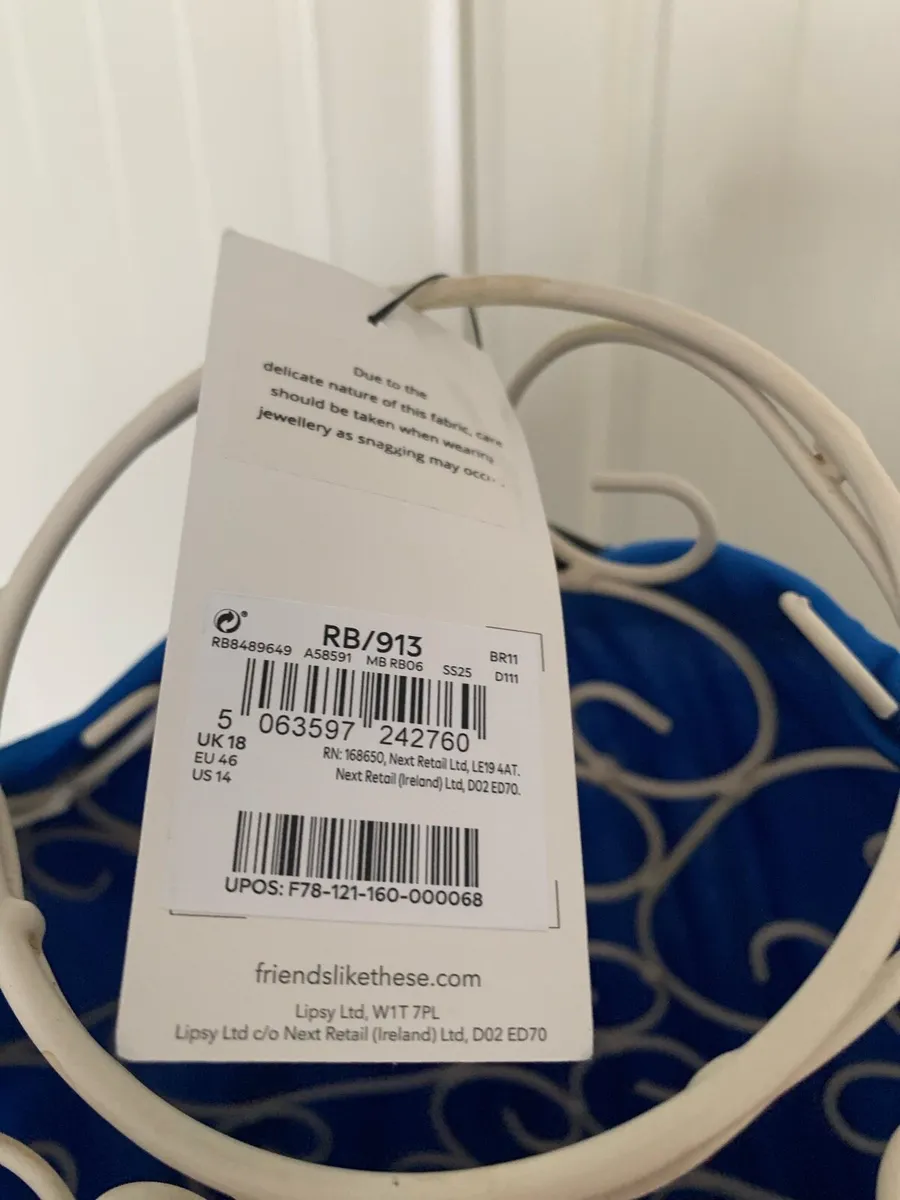 Due to the
delicate nature of this fabric, care
should be taken when wearing
jewellery as snagging may
RB/913
BR11
RB8489649 A58591 MB RB06 SS25 D111
5 063597 242760
UK 18
EU 46
US 14
RN: 168650, Next Retail Ltd, LE19 4AT.
Next Retail (Ireland) Ltd, D02 ED70.
UPOS: F78-121-160-000068
friendslikethese.com
Lipsy Ltd, W1T 7PL
Lipsy Ltd c/o Next Retail (Ireland) Ltd, D02 ED70